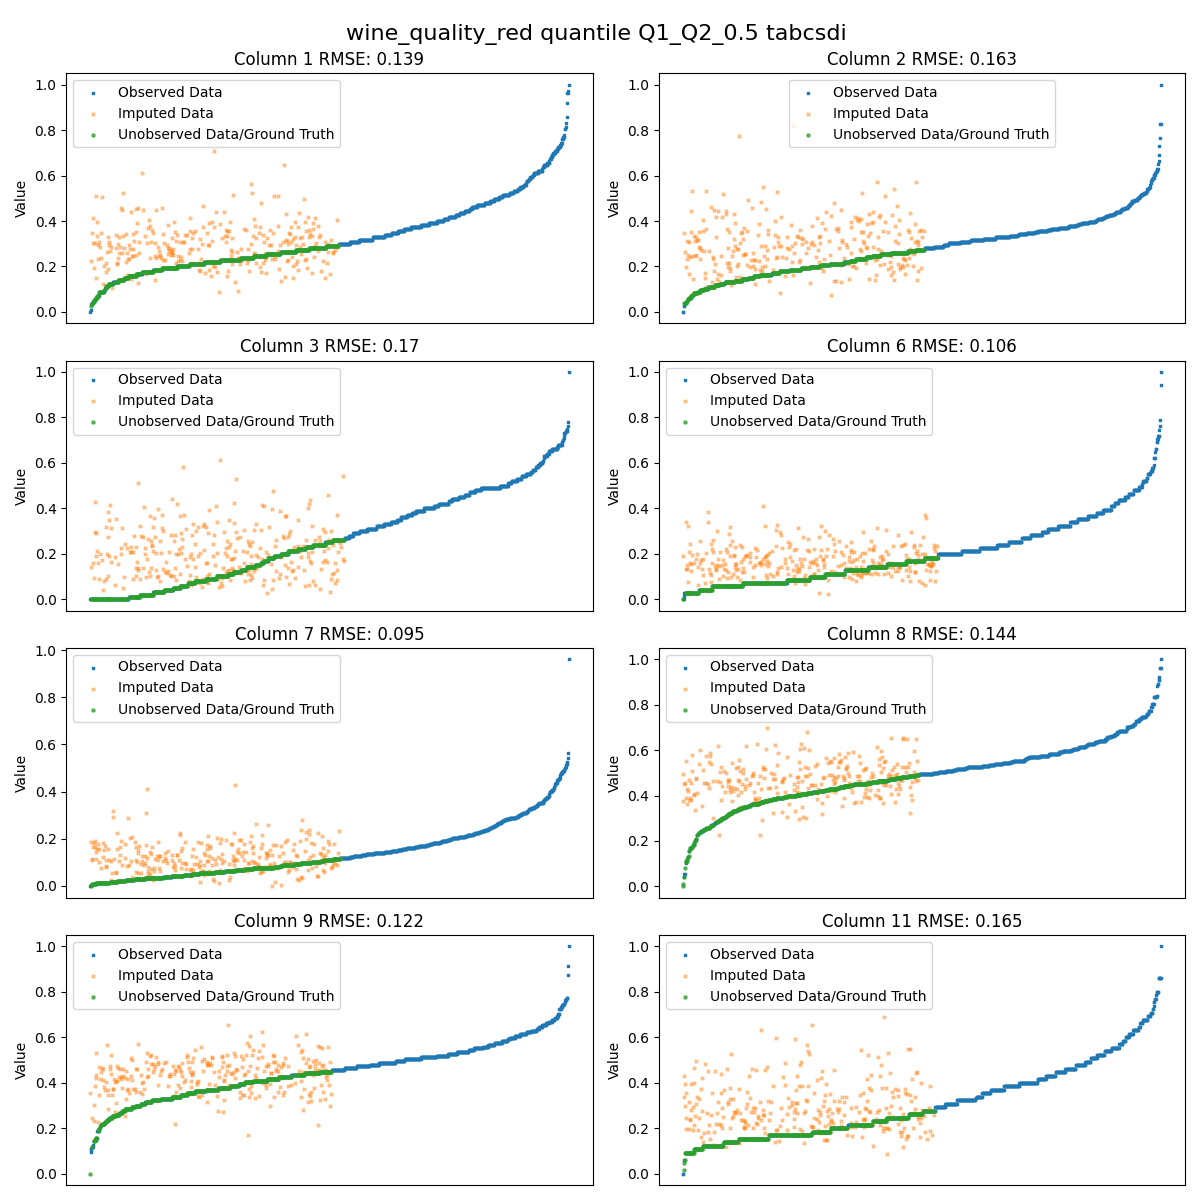 wine_quality_red quantile Q1_Q2_0.5 tabcsdi
Column 1 RMSE: 0.139
Value
1.0
0.8
0.6
0.4
0.2
0.0
Observed Data
Imputed Data
Unobserved Data/Ground Truth
Column 2 RMSE: 0.163
Value
1.0
0.8
0.6
0.4
0.2
0.0
Observed Data
Imputed Data
Unobserved Data/Ground Truth
Column 3 RMSE: 0.17
Value
1.0
0.8
0.6
0.4
0.2
0.0
Observed Data
Imputed Data
Unobserved Data/Ground Truth
Column 6 RMSE: 0.106
Value
1.0
0.8
0.6
0.4
0.2
0.0
Observed Data
Imputed Data
Unobserved Data/Ground Truth
Column 7 RMSE: 0.095
Value
1.0
0.8
0.6
0.4
0.2
0.0
Observed Data
Imputed Data
Unobserved Data/Ground Truth
Column 8 RMSE: 0.144
Value
1.0
0.8
0.6
0.4
0.2
0.0
Observed Data
Imputed Data
Unobserved Data/Ground Truth
Column 9 RMSE: 0.122
Value
1.0
0.8
0.6
0.4
0.2
0.0
Observed Data
Imputed Data
Unobserved Data/Ground Truth
Column 11 RMSE: 0.165
Value
1.0
0.8
0.6
0.4
0.2
0.0
Observed Data
Imputed Data
Unobserved Data/Ground Truth